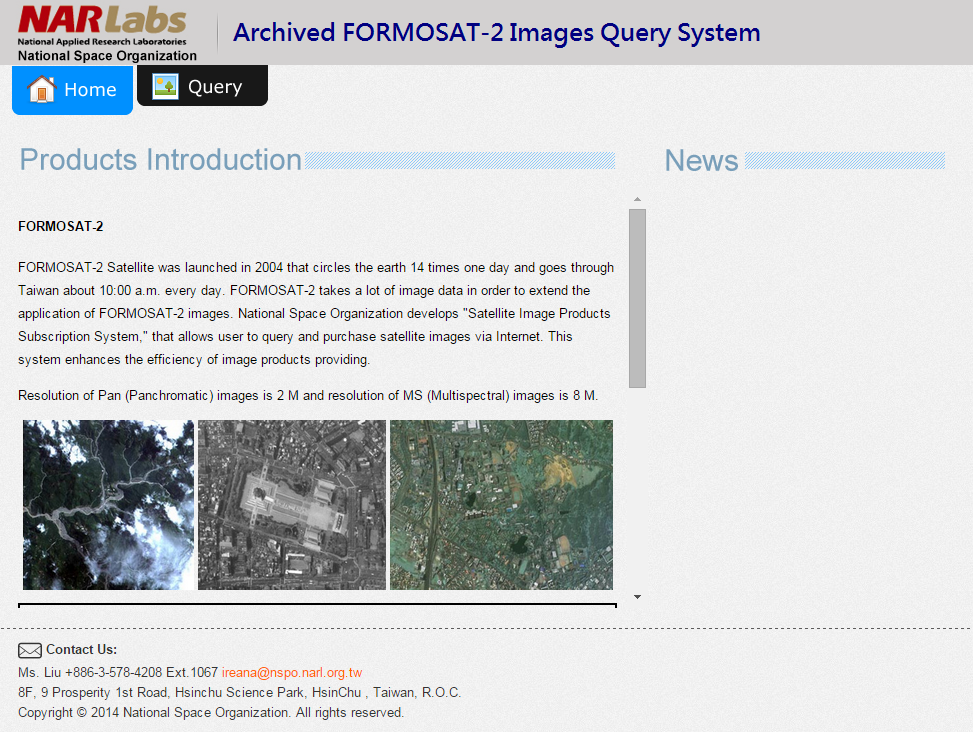 NARLabs
National Applied Research Laboratories
National Space Organization
Archived FORMOSAT-2 Images Query System
Home
Query
Products Introduction
News
FORMOSAT-2
FORMOSAT-2 Satellite was launched in 2004 that circles the earth 14 times one day and goes through
Taiwan about 10:00 a.m. every day. FORMOSAT-2 takes a lot of image data in order to extend the
application of FORMOSAT-2 images. National Space Organization develops "Satellite Image Products
Subscription System," that allows user to query and purchase satellite images via Internet. This
system enhances the efficiency of image products providing.
Resolution of Pan (Panchromatic) images is 2 M and resolution of MS (Multispectral) images is 8 M.
Contact Us:
Ms. Liu +886-3-578-4208 Ext.1067 ireana@nspo.narl.org.tw
8F, 9 Prosperity 1st Road, Hsinchu Science Park, HsinChu , Taiwan, R.O.C.
Copyright © 2014 National Space Organization. All rights reserved.